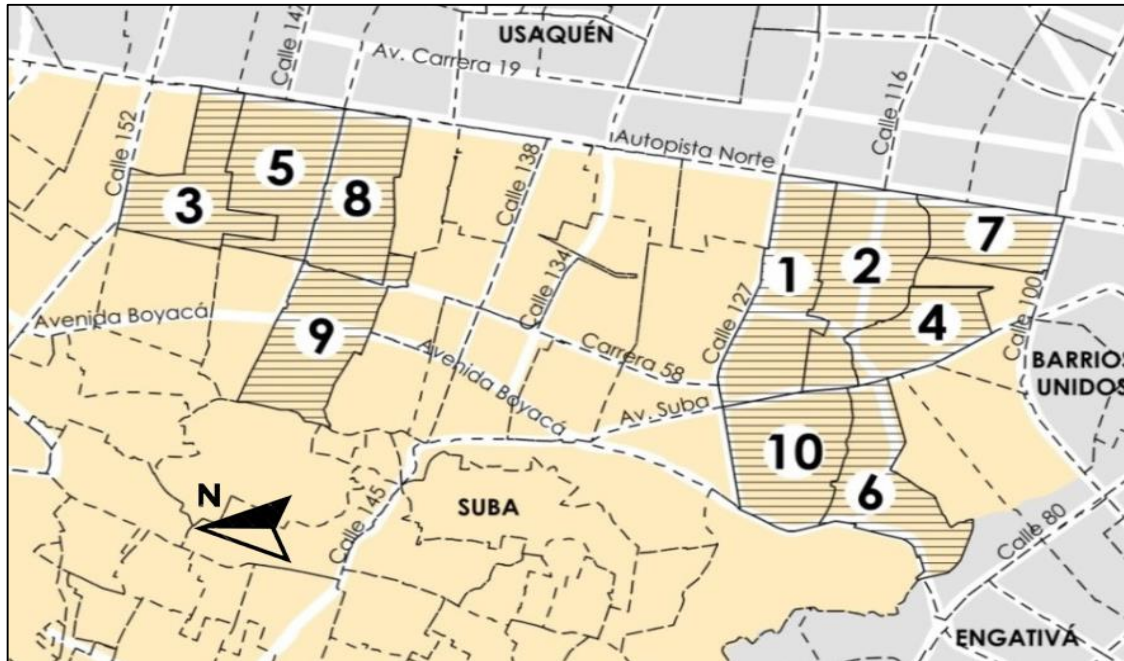 USAQUÉN
Av. Carrera 19
Calle 147
Calle 116
Autopista Norte
Calle 152
5
3
8
Calle 138
Calle 134
1
2
7
4
Calle 100
Calle 127
9
Avenida Boyacá
Avenida Boyacá
Carrera 58
Av. Suba
BARRIOS
UNIDOS
10
6
N
Calle 145
SUBA
Calle 80
ENGATIVÁ